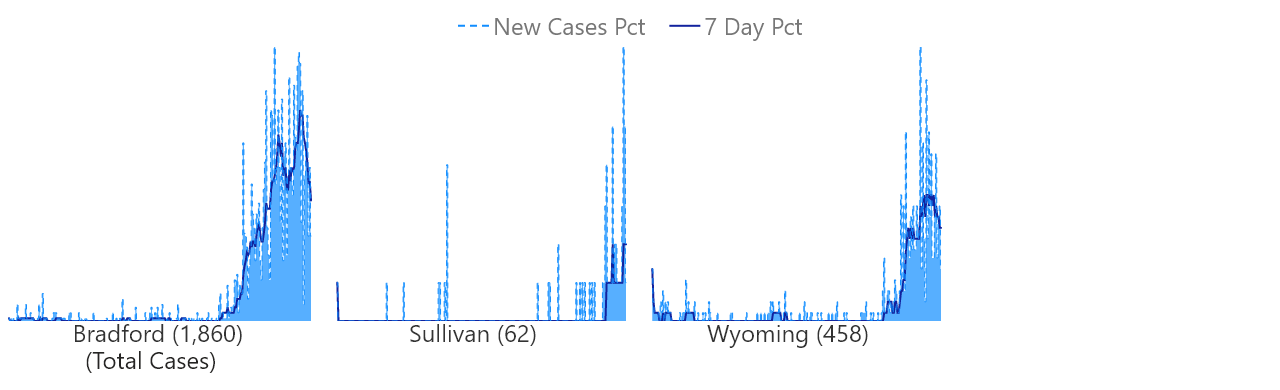 New Cases Pct 7 Day Pct
Bradford (1,860) Sullivan (62) Wyoming (458)
(Total Cases)